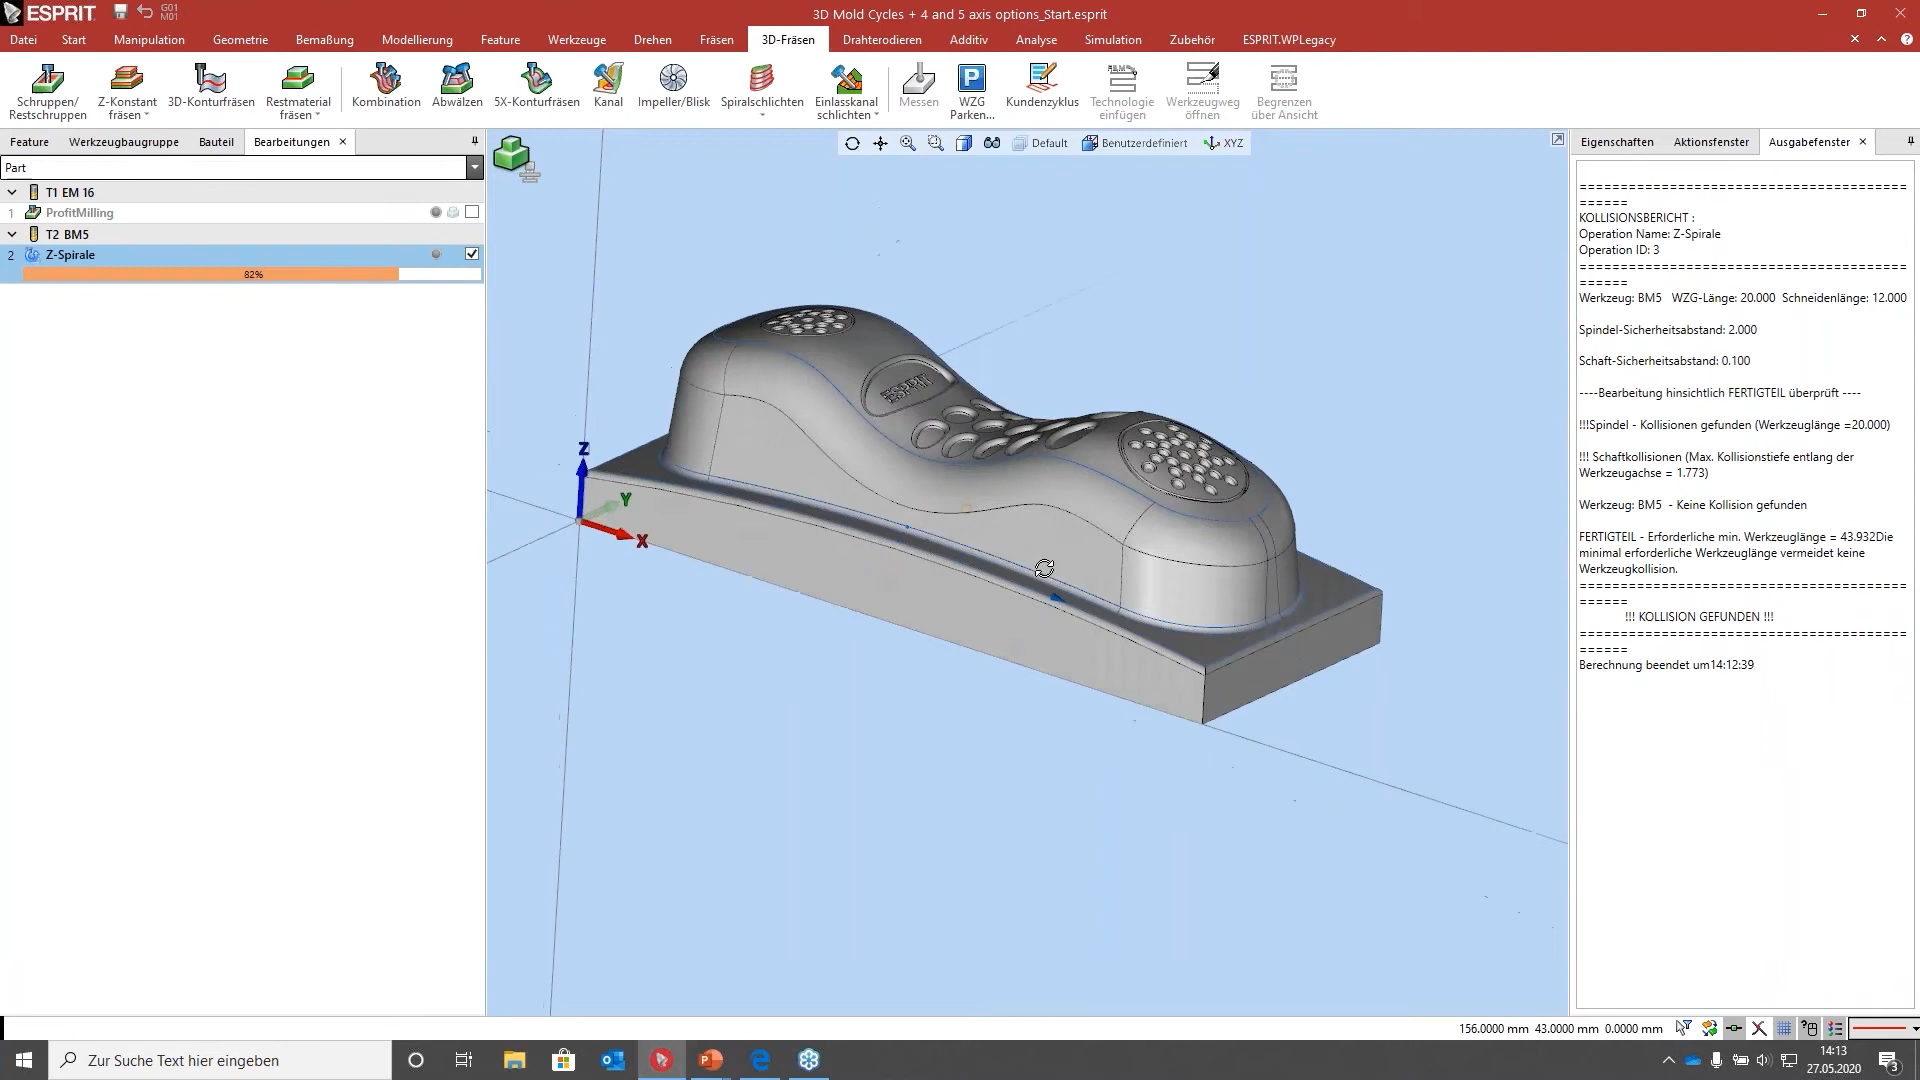 ESPRIT
G01
M01
3D Mold Cycles + 4 and 5 axis options_Start.esprit
Datei Start Manipulation Geometrie Bemaßung Modellierung Feature Werkzeuge Drehen Fräsen 3D-Fräsen Drahterodieren Additiv Analyse Simulation Zubehör ESPRIT.WPLegacy
Schruppen/
Restschruppen
Z-Konstant
fräsen
3D-Konturfräsen
Restmaterial
fräsen
Kombination
Abwälzen
5X-Konturfräsen
Kanal
Impeller/Blisk
Spiralschlichten
Einlasskanal
schlichten
Messen
WZG
Parken...
Kundenzyklus
Technologie
einfügen
Werkzeugweg
öffnen
Begrenzen
über Ansicht
Feature Werkzeugbaugruppe Bauteil Bearbeitungen
Part
T1 EM 16
1 ProfitMilling
T2 BM5
2 Z-Spirale
82%
Default Benutzerdefiniert XYZ
ESPRIT
Z
Y
X
Eigenschaften Aktionsfenster Ausgabefenster
========================================
======
KOLLISIONSBERICHT :
Operation Name: Z-Spirale
Operation ID: 3
========================================
======
Werkzeug: BM5 WZG-Länge: 20.000 Schneidenlänge: 12.000
Spindel-Sicherheitsabstand: 2.000
Schaft-Sicherheitsabstand: 0.100
----Bearbeitung hinsichtlich FERTIGTEIL überprüft ----
!!!Spindel - Kollisionen gefunden (Werkzeuglänge =20.000)
!!! Schaftkollisionen (Max. Kollisionstiefe entlang der
Werkzeugachse = 1.773)
Werkzeug: BM5 - Keine Kollision gefunden
FERTIGTEIL - Erforderliche min. Werkzeuglänge = 43.932Die
minimal erforderliche Werkzeuglänge vermeidet keine
Werkzeugkollision.
========================================
======
!!! KOLLISION GEFUNDEN !!!
========================================
======
Berechnung beendet um14:12:39
156.0000 mm 43.0000 mm 0.0000 mm
Zur Suche Text hier eingeben
14:13
27.05.2020
3